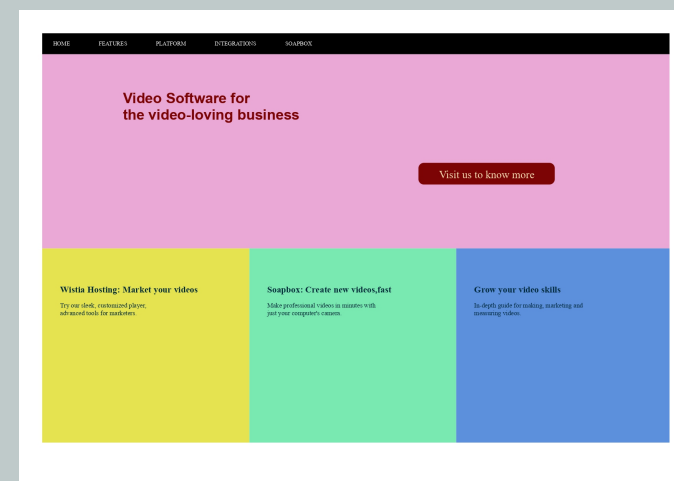 HOME FEATURES PLATFORM INTEGRATIONS SOAPBOX
Video Software for
the video-loving business
Visit us to know more
Wistia Hosting: Market your videos
Try our sleek, customized player,
advanced tools for marketers.
Soapbox: Create new videos,fast
Make professional videos in minutes with
just your computer's camera.
Grow your video skills
In-depth guide for making, marketing and
measuring videos.